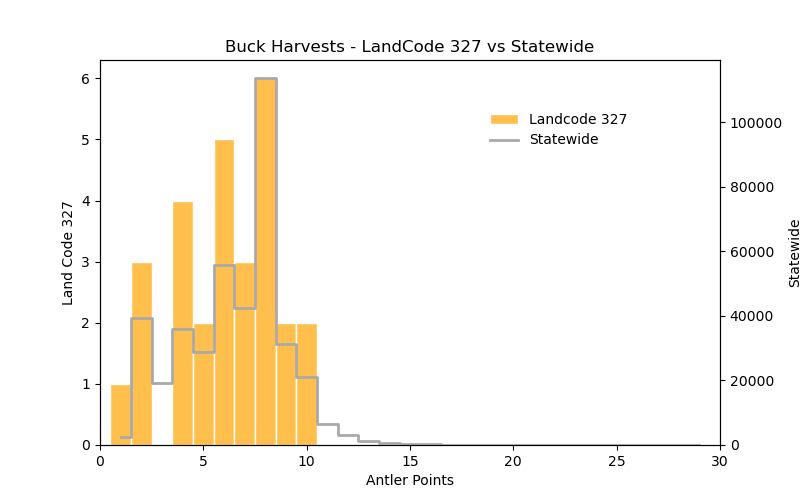 Buck Harvests - LandCode 327 vs Statewide
Landcode 327
Statewide
Land Code 327
6
5
4
3
2
1
0
100000
80000
60000
40000
20000
0
Statewide
0 5 10 15 20 25 30
Antler Points